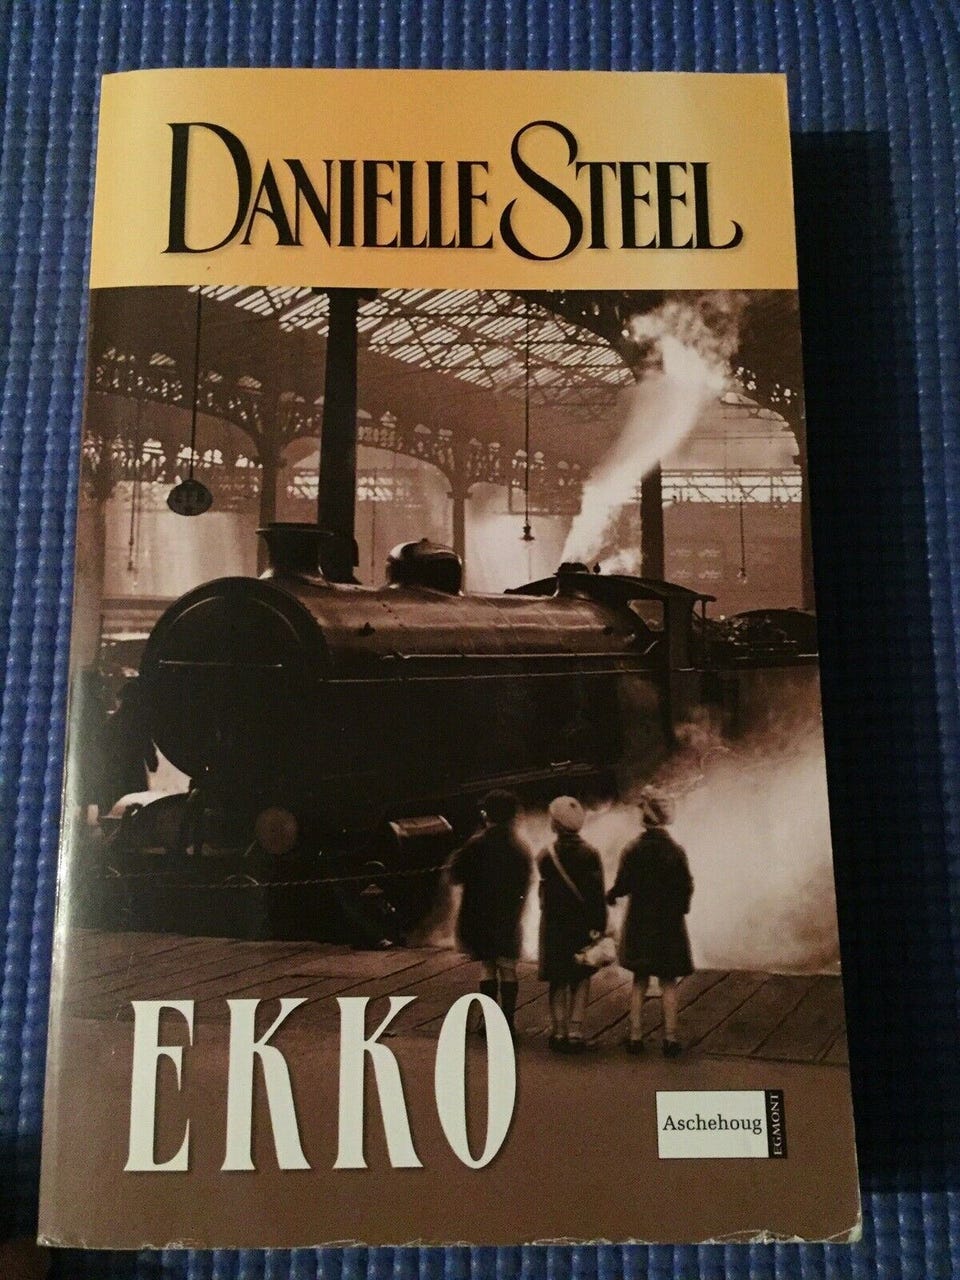 DANIELLE STEEL
EKKO
Aschehoug
EGMONT